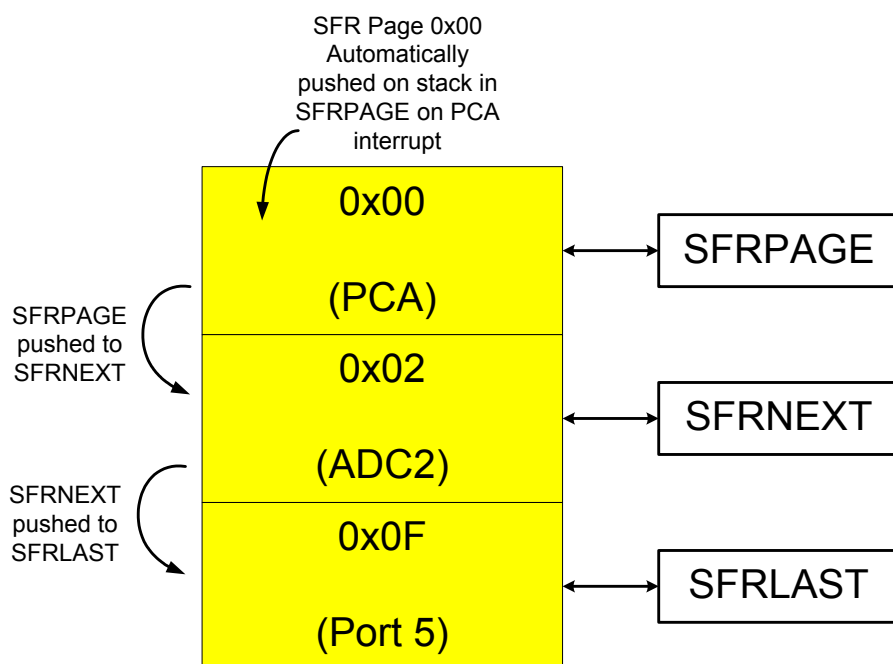 SFR Page 0x00
Automatically
pushed on stack in
SFRPAGE on PCA
interrupt
0x00
(PCA)
SFRPAGE
SFRPAGE
pushed to
SFRNEXT
0x02
(ADC2)
SFRNEXT
SFRNEXT
pushed to
SFRLAST
0x0F
(Port 5)
SFRLAST